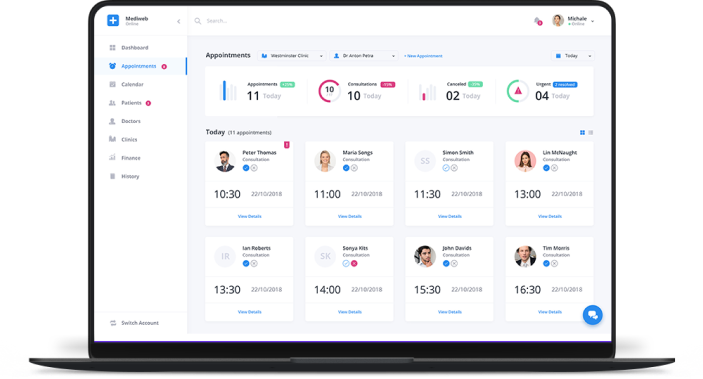 Mediweb
Online
Search...
Michale
Online
Dashboard
Appointments
Calendar
Patients
Doctors
Clinics
Finance
History
Switch Account
Appointments
Westminster Clinic
Dr Anton Petra
+ New Appointment
Today
Appointments
11 Today
10
Consultations
10 Today
Canceled
02 Today
Urgent
2 resolved
04 Today
Today (11 appointments)
Peter Thomas
Consultation
10:30 22/10/2018
View Details
Maria Songs
Consultation
11:00 22/10/2018
View Details
SS
Simon Smith
Consultation
11:30 22/10/2018
View Details
Lin McNaught
Consultation
13:00 22/10/2018
View Details
IR
Ian Roberts
Consultation
13:30 22/10/2018
View Details
SK
Sonya Kits
Consultation
14:00 22/10/2018
View Details
John Davids
Consultation
15:30 22/10/2018
View Details
Tim Morris
Consultation
16:30 22/10/2018
View Details